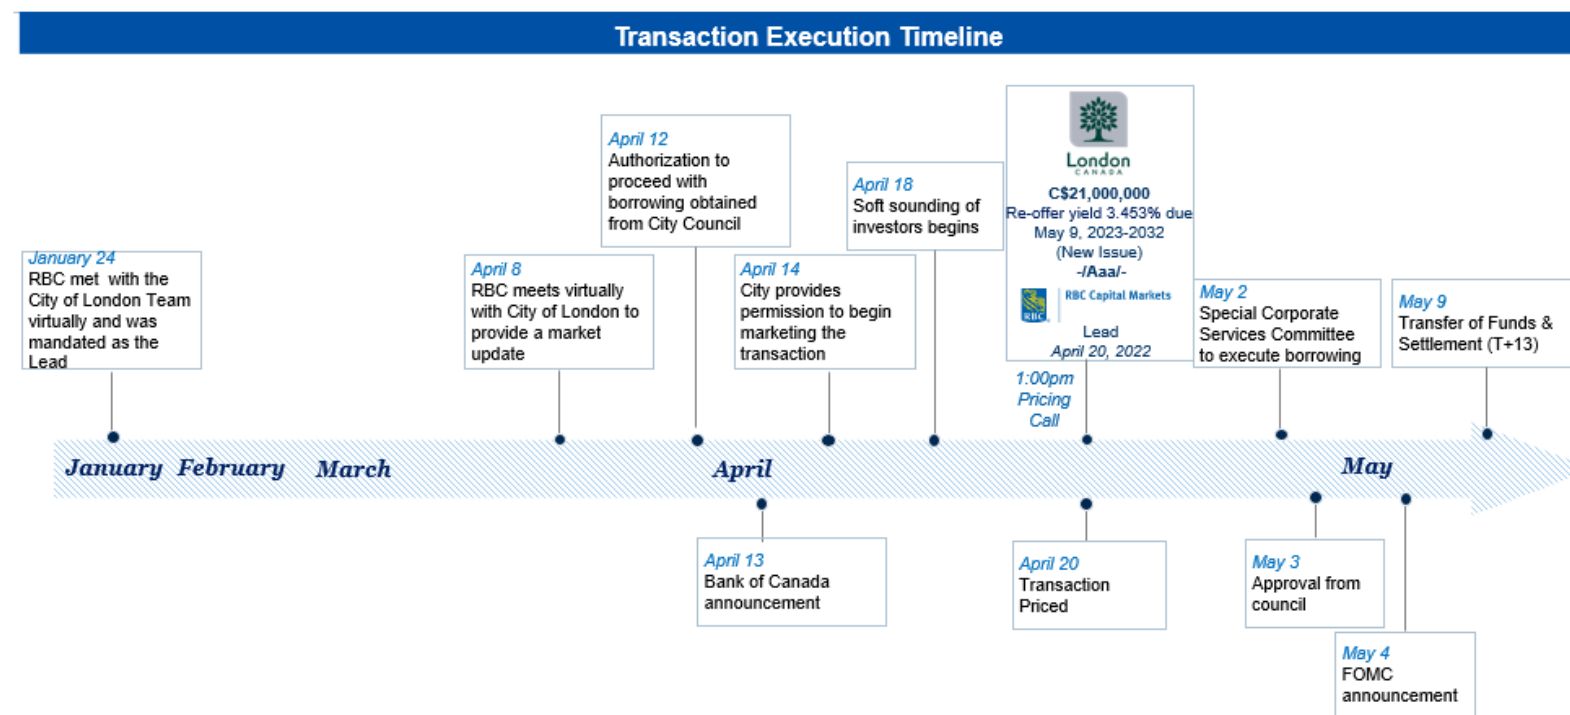 Transaction Execution Timeline
January 24
RBC met with the
City of London Team
virtually and was
mandated as the
Lead
April 8
RBC meets virtually
with City of London to
provide a market
update
April 12
Authorization to
proceed with
borrowing obtained
from City Council
April 14
City provides
permission to begin
marketing the
transaction
April 18
Soft sounding of
investors begins
London
CANADA
C$21,000,000
Re-offer yield 3.453% due
May 9, 2023-2032
(New Issue)
-/Aaa/-
RBC
RBC Capital Markets
Lead
April 20, 2022
1:00pm
Pricing
Call
May 2
Special Corporate
Services Committee
to execute borrowing
May 9
Transfer of Funds &
Settlement (T+13)
January February March April May
April 13
Bank of Canada
announcement
April 20
Transaction
Priced
May 3
Approval from
council
May 4
FOMC
announcement